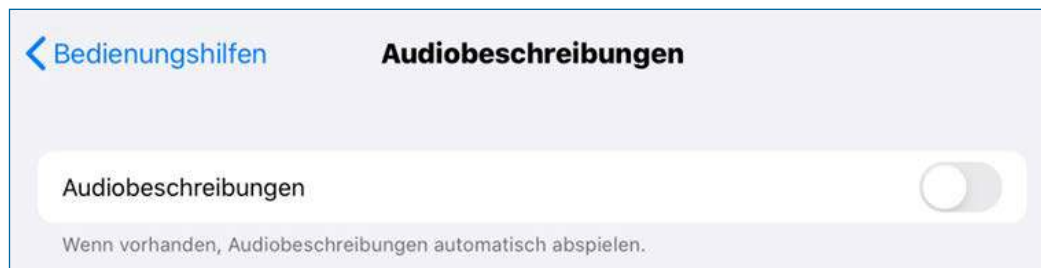 Bedienungshilfen Audiobeschreibungen
Audiobeschreibungen
Wenn vorhanden, Audiobeschreibungen automatisch abspielen.